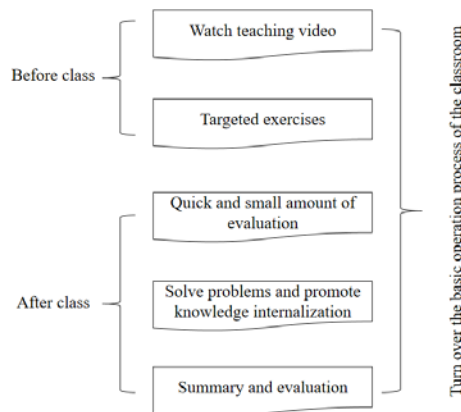 Watch teaching video
Before class
Targeted exercises
Quick and small amount of
evaluation
After class
Solve problems and promote
knowledge internalization
Summary and evaluation
Turn over the basic operation process of the classroom